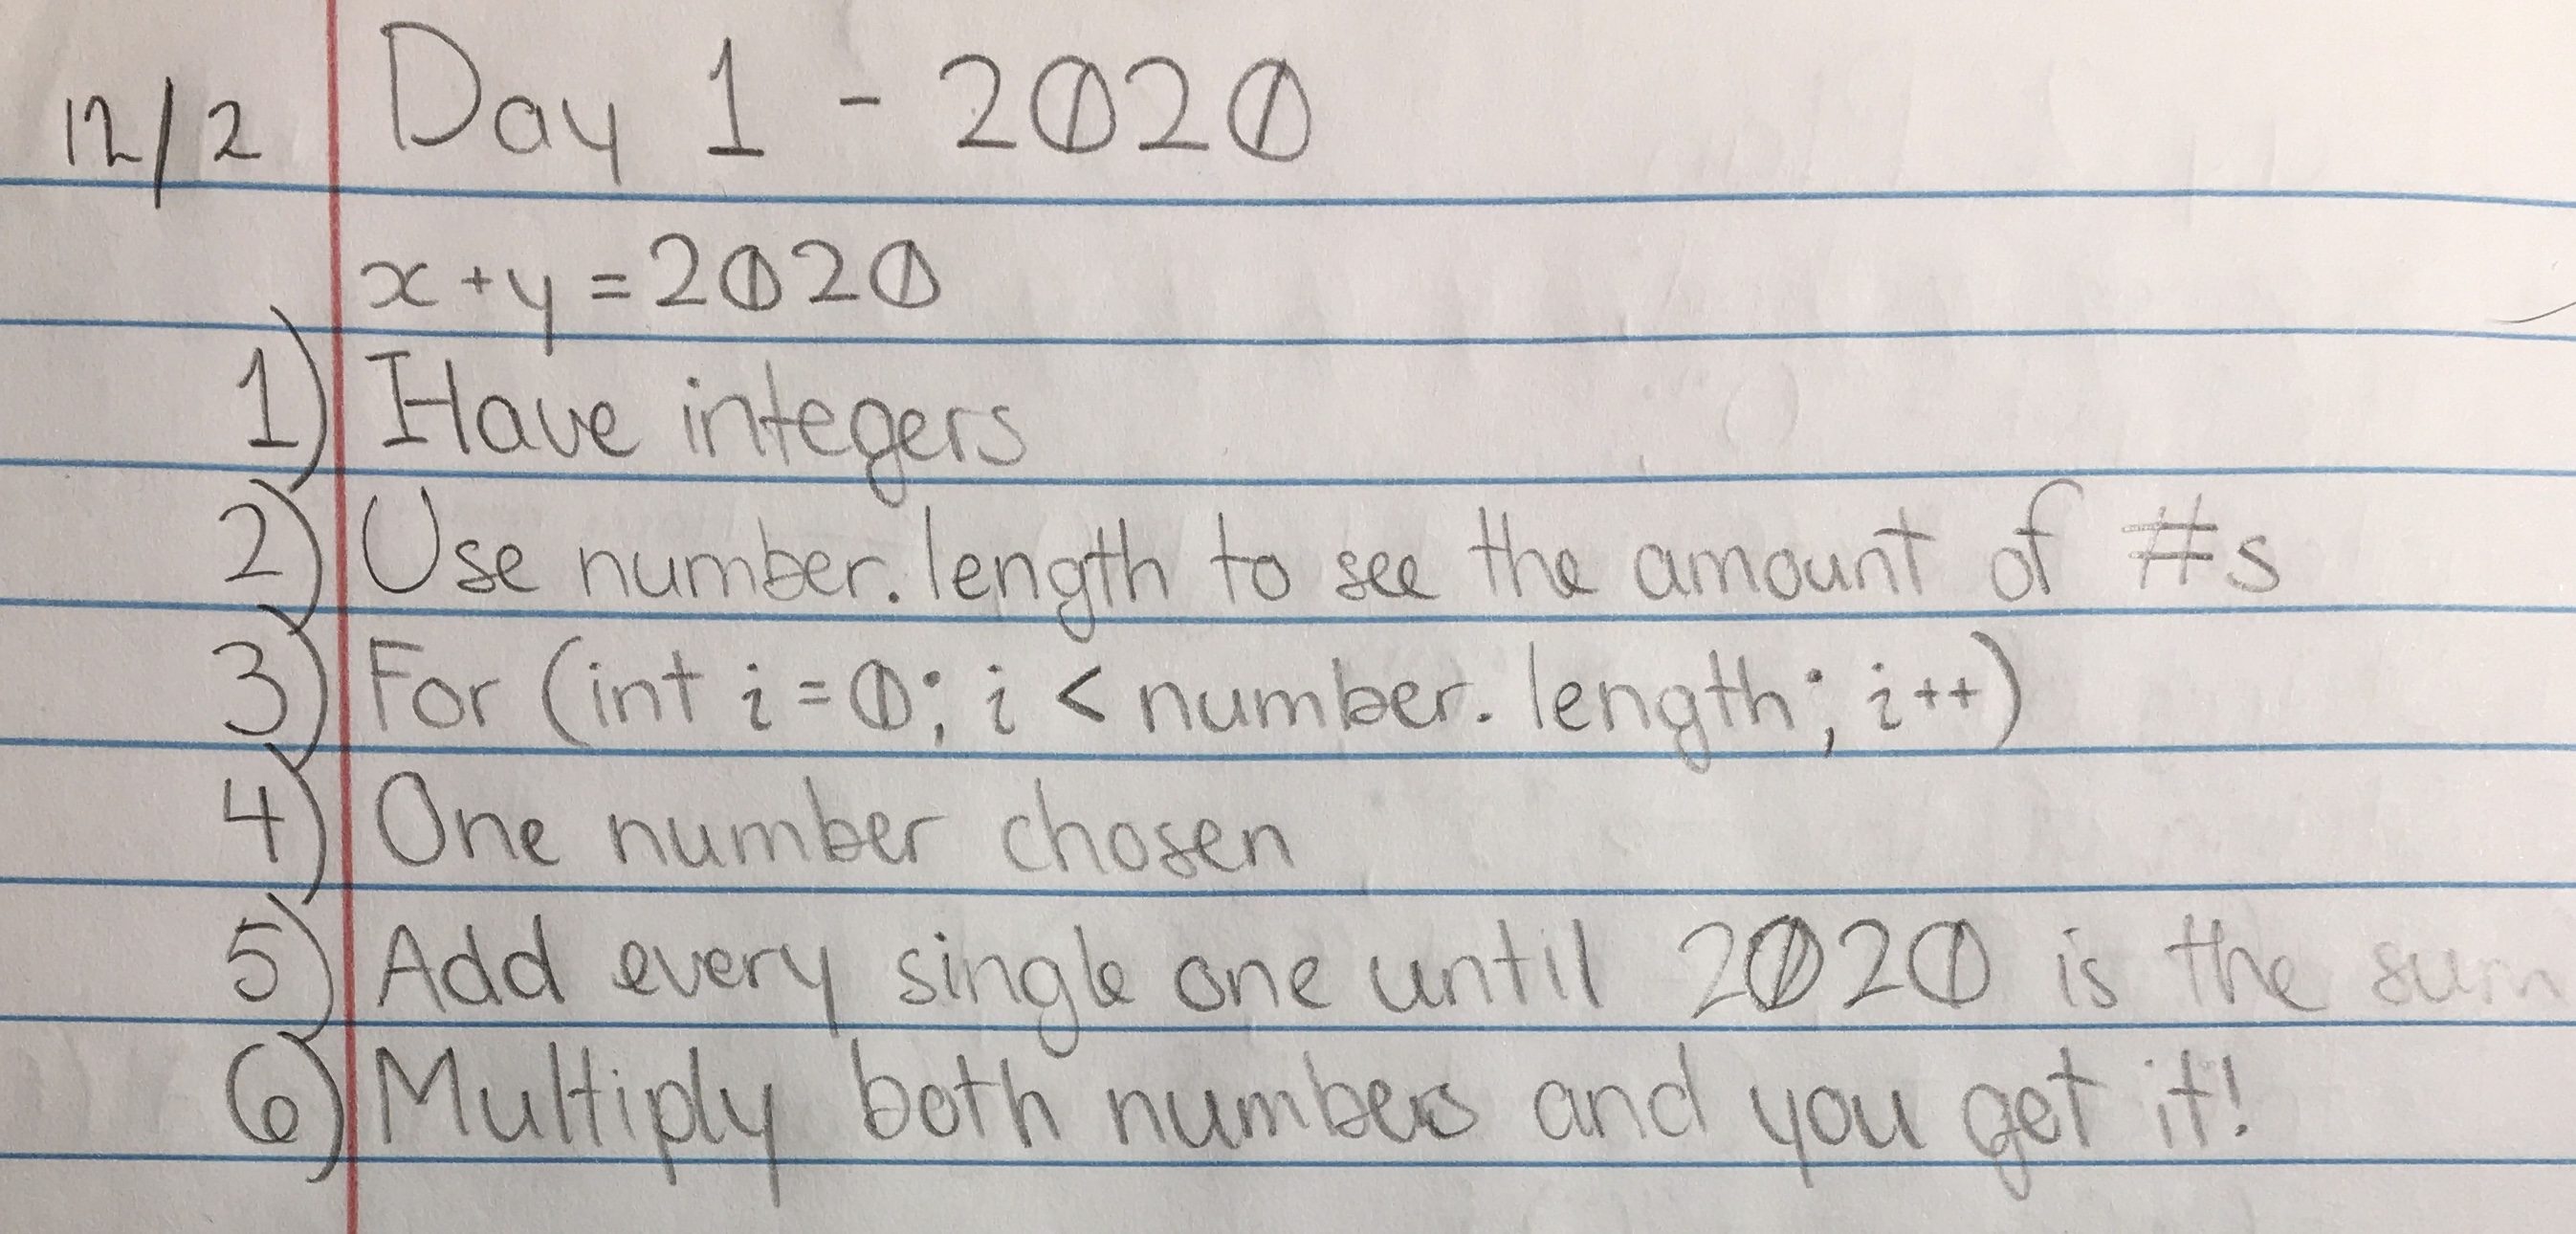 12/2 Day 1 - 2020
x+y=2020
1) Have integers
2) Use number.length to see the amount of #s
3) For (int i=0; i < number.length; i++)
4) One number chosen
5) Add every single one until 2020 is the sum
6) Multiply both numbers and you get it!